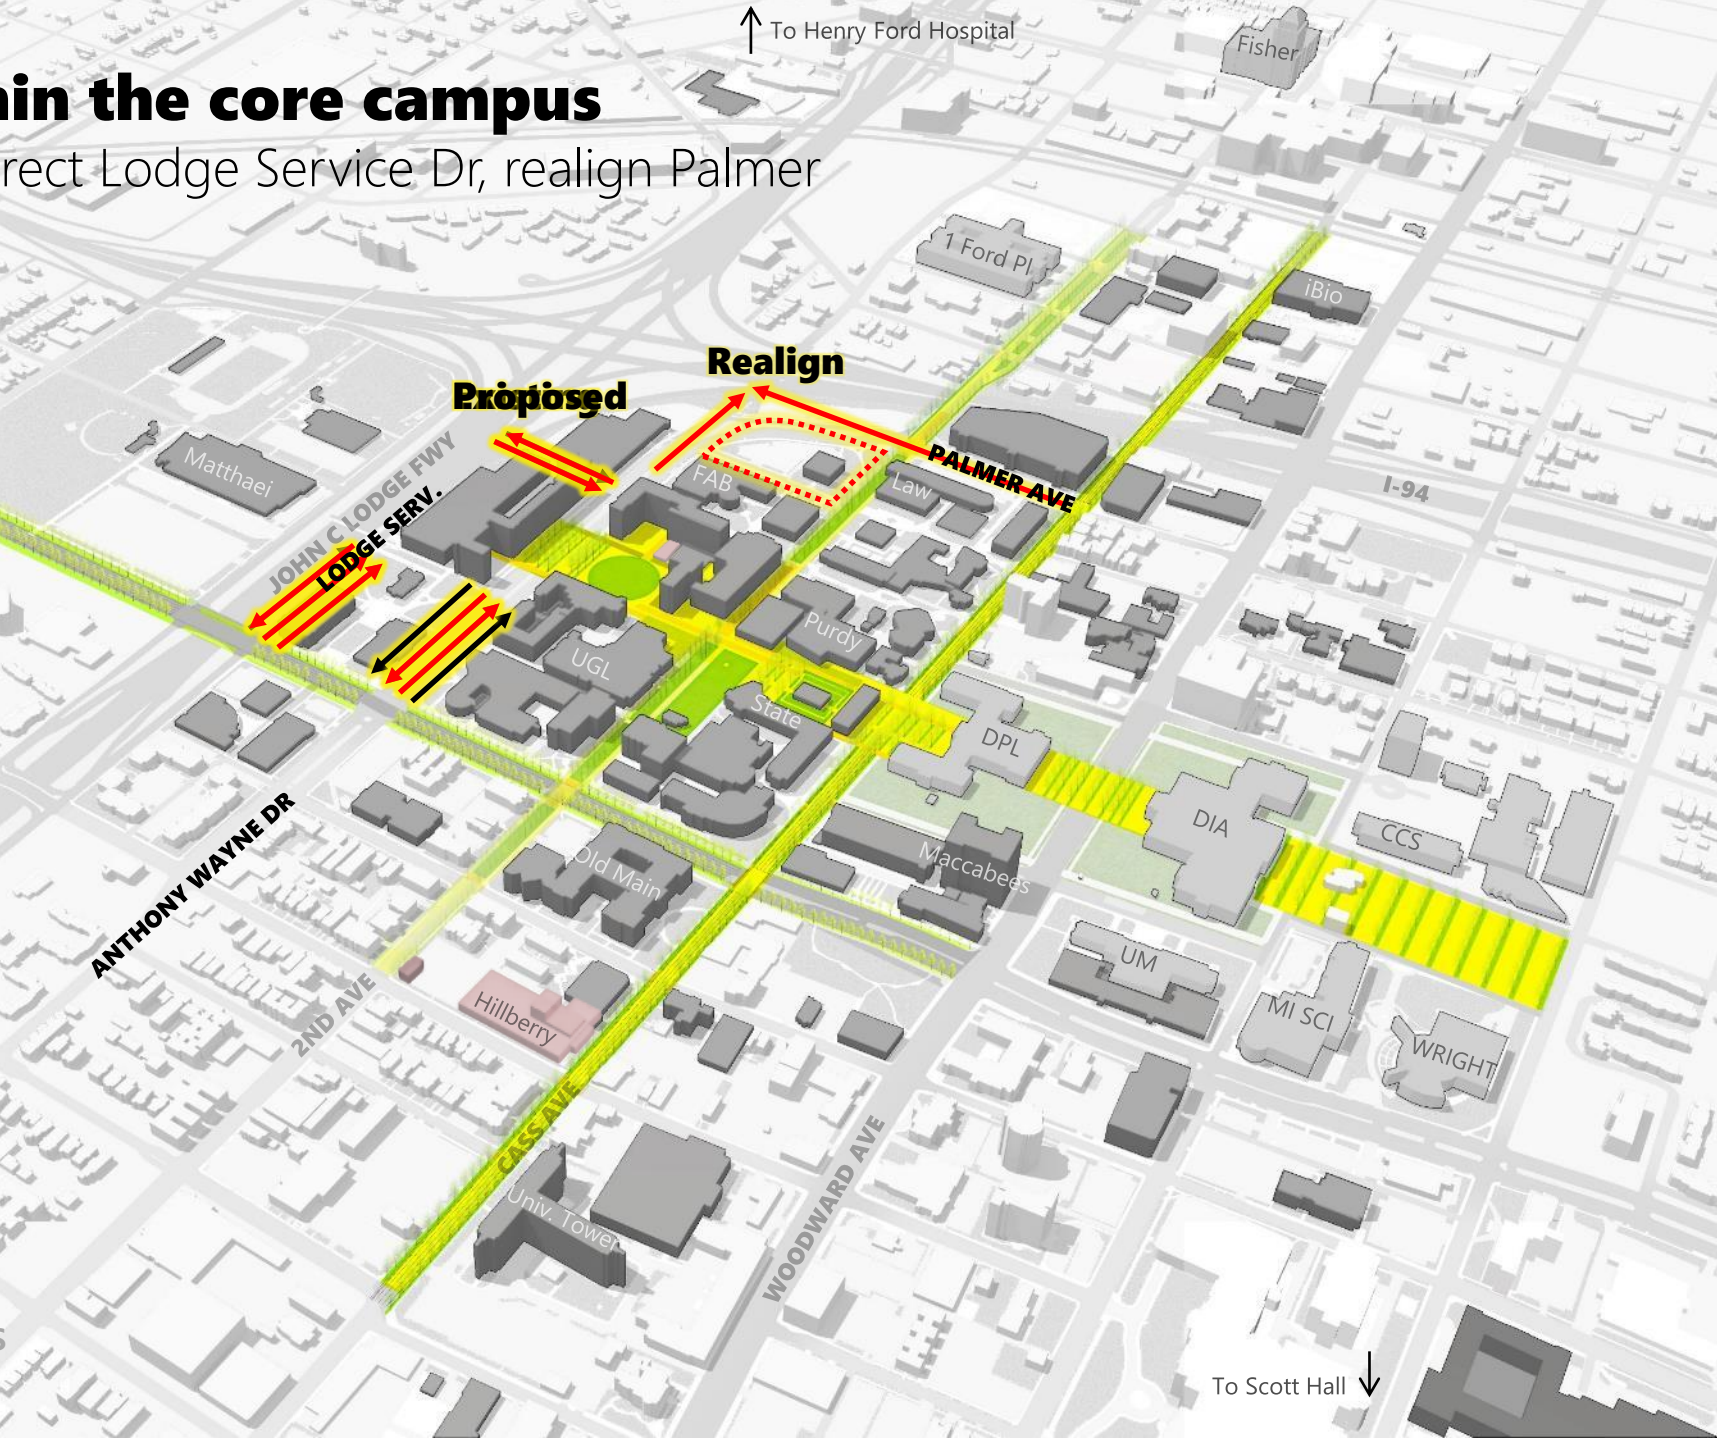 To Henry Ford Hospital
Fisher
ain the core campus
rect Lodge Service Dr, realign Palmer
1 Ford Pl
iBio
Realign
Proposed
Matthaei
JOHN C LODGE FWY
LODGE SERV.
FAB
Law
PALMER AVE
I-94
Purdy
UGL
State
DPL
DIA
CCS
ANTHONY WAYNE DR
Old Main
Maccabees
UM
2ND AVE
Hillberry
MI SCI
WRIGHT
CASS AVE
WOODWARD AVE
Univ. Tower
To Scott Hall
S